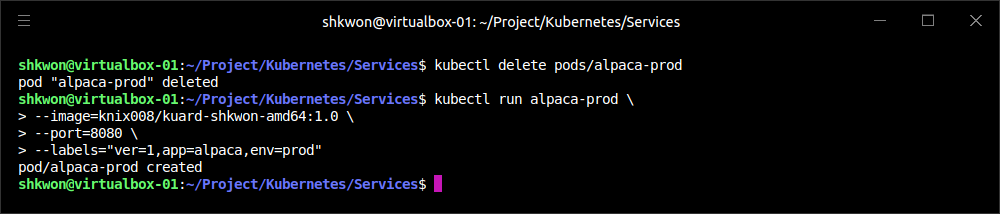 shkwon@virtualbox-01: ~/Project/Kubernetes/Services
shkwon@virtualbox-01:~/Project/Kubernetes/Services$ kubectl delete pods/alpaca-prod
pod "alpaca-prod" deleted
shkwon@virtualbox-01:~/Project/Kubernetes/Services$ kubectl run alpaca-prod \
> --image=knix008/kuard-shkwon-amd64:1.0 \
> --port=8080 \
> --labels="ver=1,app=alpaca,env=prod"
pod/alpaca-prod created
shkwon@virtualbox-01:~/Project/Kubernetes/Services$